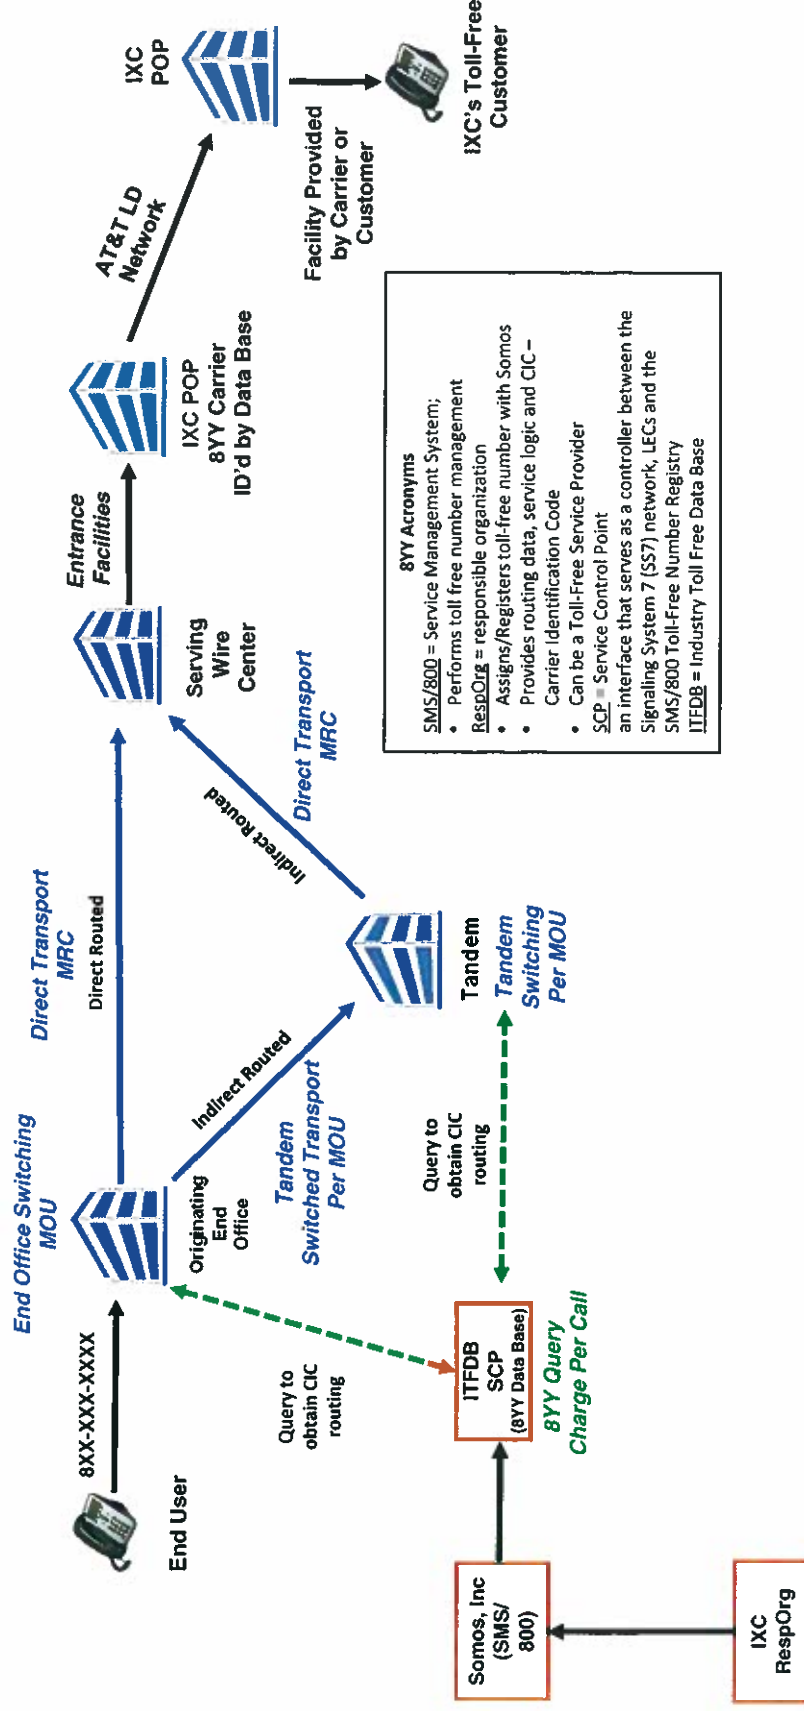 8XX-XXX-XXXX
End User
End Office Switching
MOU
Originating
End
Office
Direct Transport
MRC
Direct Routed
Indirect Routed
Tandem
Switched Transport
Per MOU
Tandem
Tandem
Switching
Per MOU
Indirect Routed
Direct Transport
MRC
Serving
Wire
Center
Entrance
Facilities
IXC POP
8YY Carrier
ID'd by Data Base
AT&T LD
Network
IXC
POP
Facility Provided
by Carrier or
Customer
IXC's Toll-Free
Customer
Query to
obtain CIC
routing
Query to
obtain CIC
routing
ITFDB
SCP
(8YY Data Base)
8YY Query
Charge Per Call
Somos, Inc
(SMS/
800)
IXC
RespOrg
8YY Acronyms
SMS/800 = Service Management System;
• Performs toll free number management
RespOrg = responsible organization
• Assigns/Registers toll-free number with Somos
• Provides routing data, service logic and CIC –
Carrier Identification Code
• Can be a Toll-Free Service Provider
SCP = Service Control Point
an interface that serves as a controller between the
Signaling System 7 (SS7) network, LECs and the
SMS/800 Toll-Free Number Registry
ITFDB = Industry Toll Free Data Base